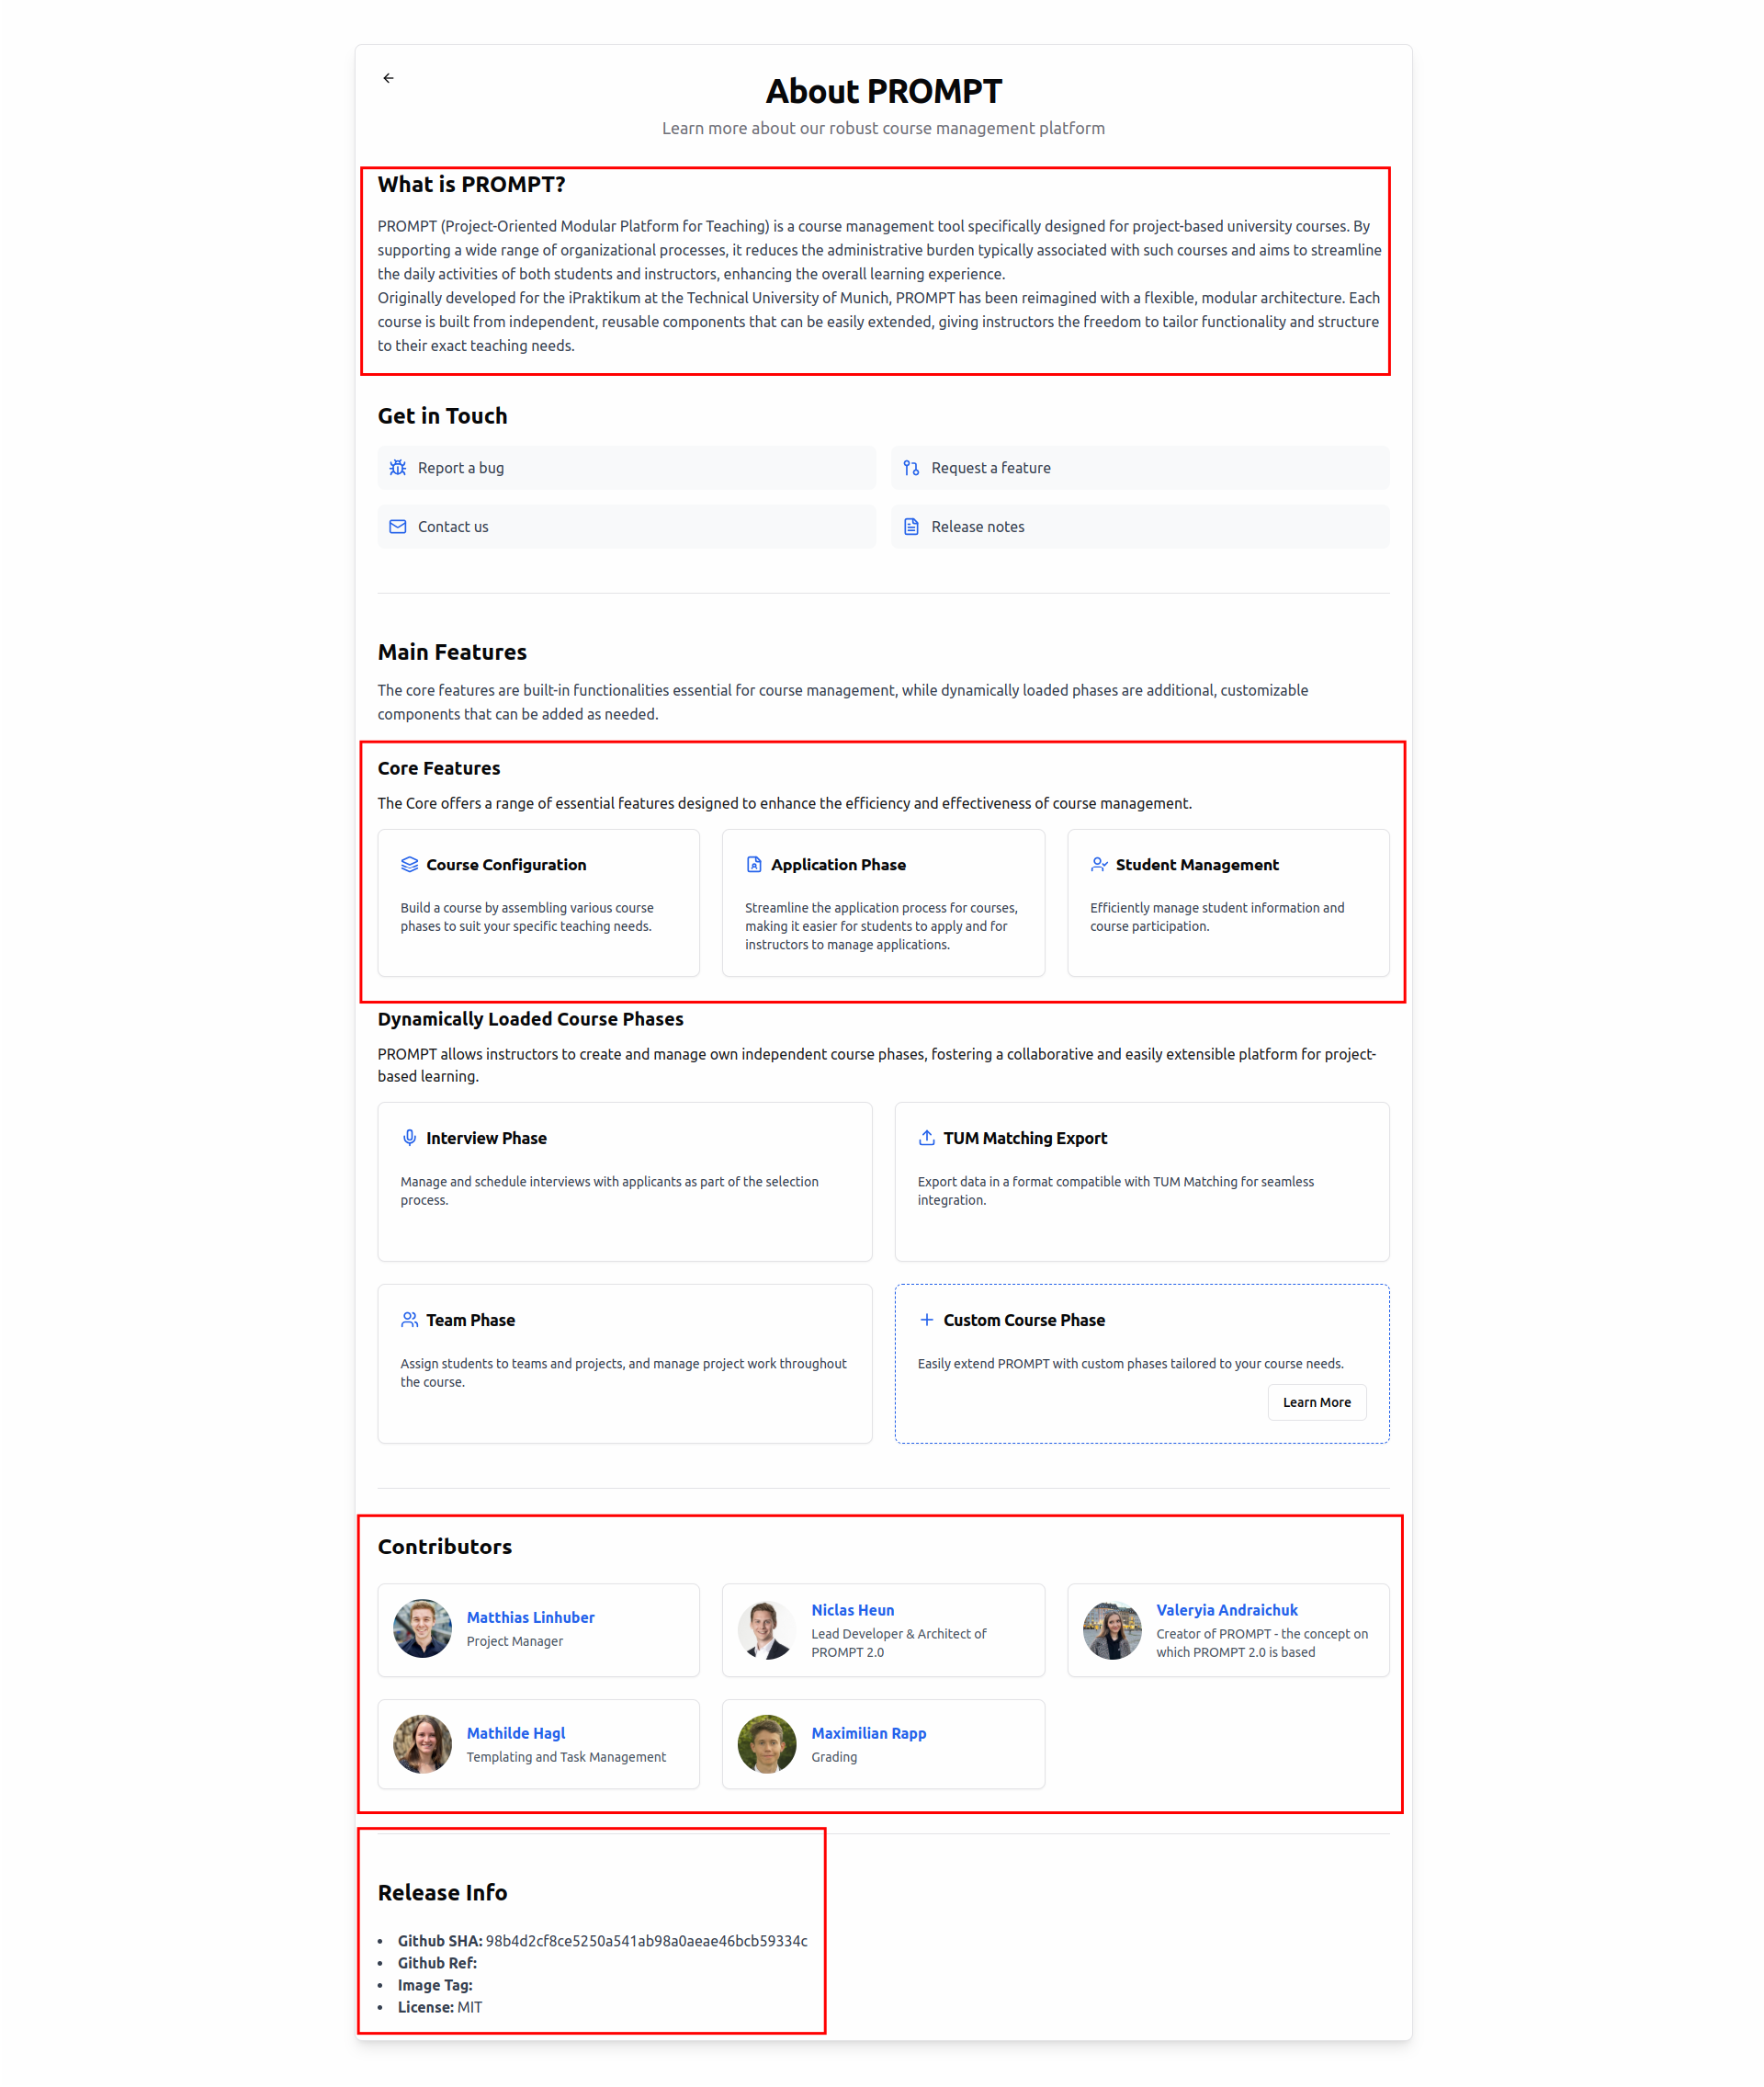 About PROMPT
Learn more about our robust course management platform
What is PROMPT?
PROMPT (Project-Oriented Modular Platform for Teaching) is a course management tool specifically designed for project-based university courses. By
supporting a wide range of organizational processes, it reduces the administrative burden typically associated with such courses and aims to streamline
the daily activities of both students and instructors, enhancing the overall learning experience.
Originally developed for the iPraktikum at the Technical University of Munich, PROMPT has been reimagined with a flexible, modular architecture. Each
course is built from independent, reusable components that can be easily extended, giving instructors the freedom to tailor functionality and structure
to their exact teaching needs.
Get in Touch
Report a bug
Request a feature
Contact us
Release notes
Main Features
The core features are built-in functionalities essential for course management, while dynamically loaded phases are additional, customizable
components that can be added as needed.
Core Features
The Core offers a range of essential features designed to enhance the efficiency and effectiveness of course management.
Course Configuration
Build a course by assembling various course
phases to suit your specific teaching needs.
Application Phase
Streamline the application process for courses,
making it easier for students to apply and for
instructors to manage applications.
Student Management
Efficiently manage student information and
course participation.
Dynamically Loaded Course Phases
PROMPT allows instructors to create and manage own independent course phases, fostering a collaborative and easily extensible platform for project-
based learning.
Interview Phase
Manage and schedule interviews with applicants as part of the selection
process.
TUM Matching Export
Export data in a format compatible with TUM Matching for seamless
integration.
Team Phase
Assign students to teams and projects, and manage project work throughout
the course.
Custom Course Phase
Easily extend PROMPT with custom phases tailored to your course needs.
Learn More
Contributors
Matthias Linhuber
Project Manager
Niclas Heun
Lead Developer & Architect of
PROMPT 2.0
Valeryia Andraichuk
Creator of PROMPT - the concept on
which PROMPT 2.0 is based
Mathilde Hagl
Templating and Task Management
Maximilian Rapp
Grading
Release Info
• Github SHA: 98b4d2cf8ce5250a541ab98a0aeae46bcb59334c
• Github Ref:
• Image Tag:
• License: MIT